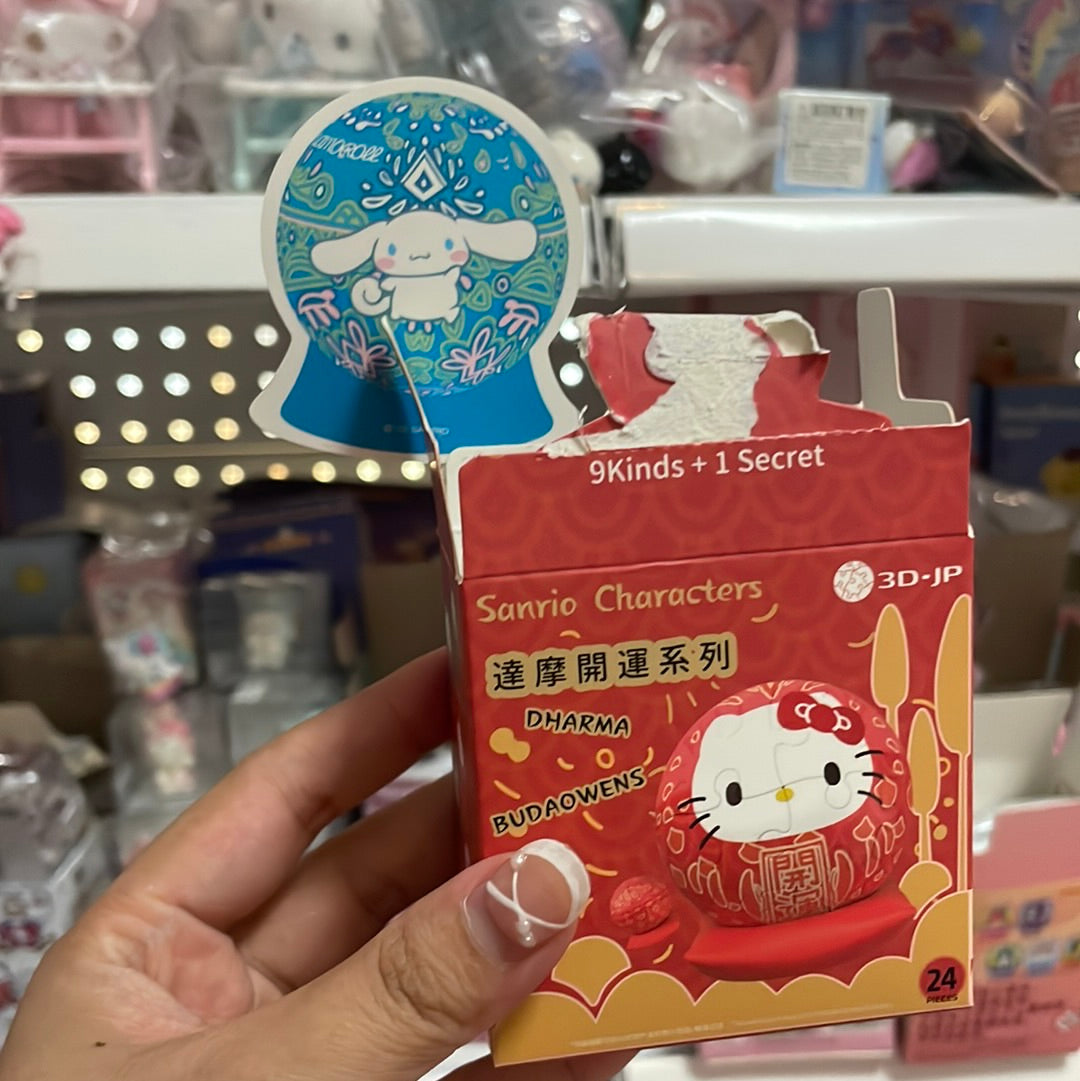 9Kinds + 1 Secret
Sanrio Characters
3D-JP
達摩開運系列
DHARMA
BUDAOWENS
開運
24
PIECES